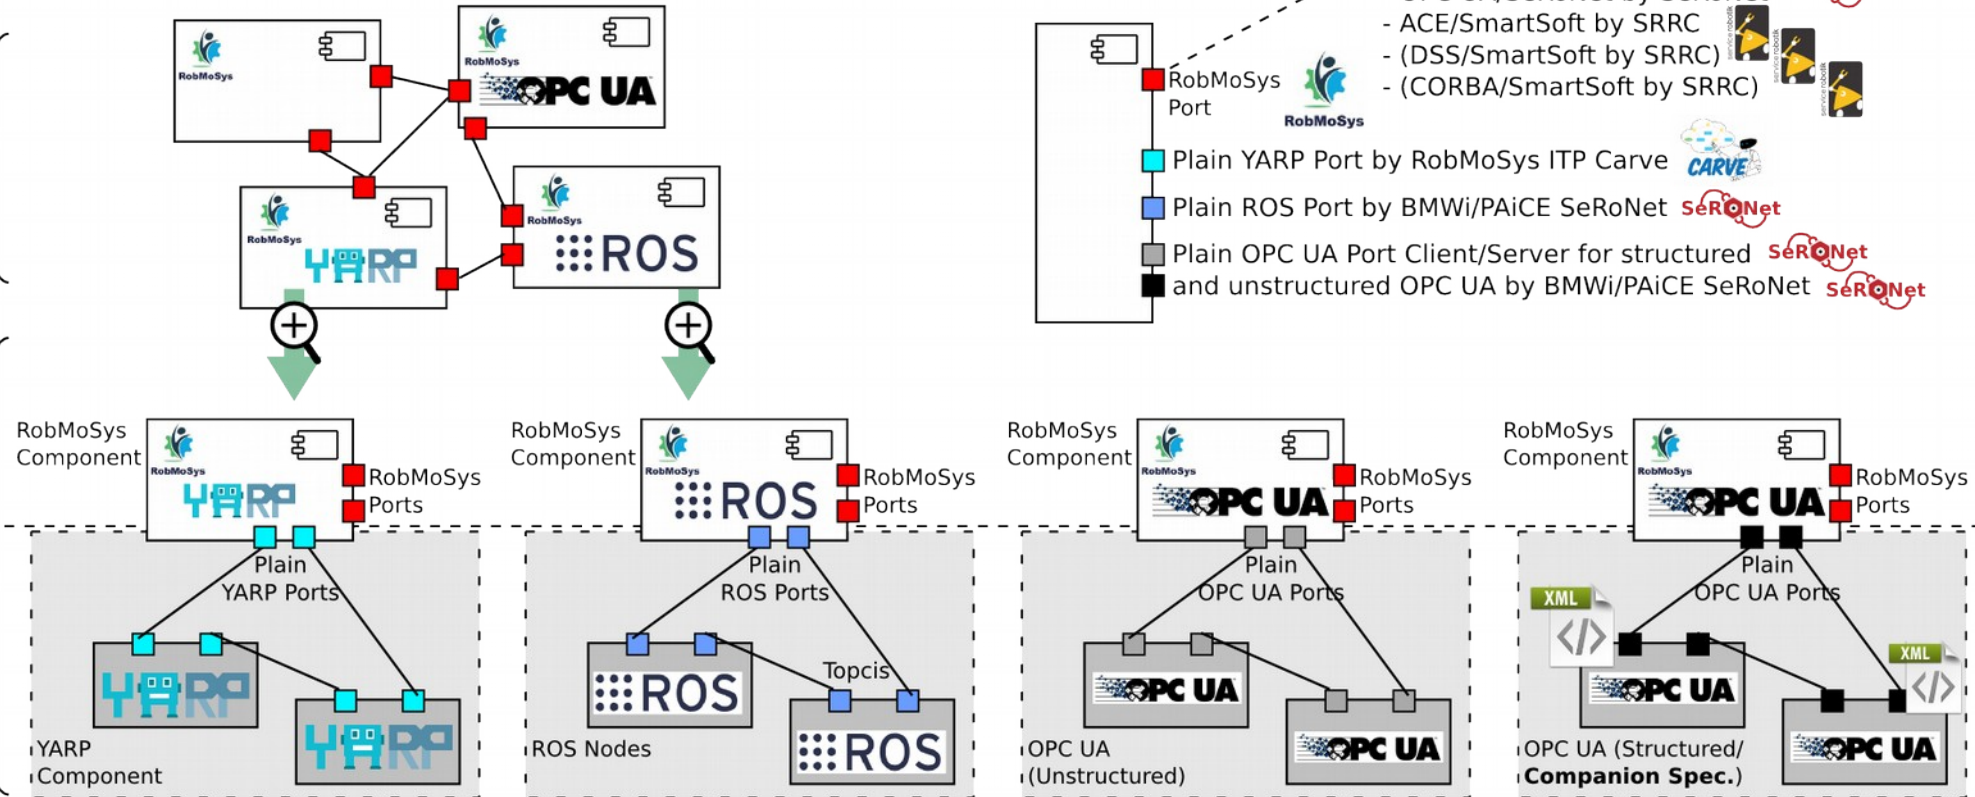 RobMoSys
RobMoSys
OPC UA
RobMoSys
YARP
RobMoSys
ROS
- ACE/SmartSoft by SRRC
- (DSS/SmartSoft by SRRC)
- (CORBA/SmartSoft by SRRC)
service robotik
service robotik
service robotik
RobMoSys
Port
RobMoSys
Plain YARP Port by RobMoSys ITP Carve
CARVE
Plain ROS Port by BMWi/PAiCE SeRoNet
SeRoNet
Plain OPC UA Port Client/Server for structured
SeRoNet
and unstructured OPC UA by BMWi/PAiCE SeRoNet
SeRoNet
RobMoSys
Component
RobMoSys
YARP
RobMoSys
Ports
Plain
YARP Ports
YARP
YARP
YARP
Component
RobMoSys
Component
RobMoSys
ROS
RobMoSys
Ports
Plain
ROS Ports
Topcis
ROS
ROS
ROS Nodes
RobMoSys
Component
RobMoSys
OPC UA
RobMoSys
Ports
Plain
OPC UA Ports
OPC UA
OPC UA
OPC UA
(Unstructured)
RobMoSys
Component
RobMoSys
OPC UA
RobMoSys
Ports
Plain
OPC UA Ports
XML
</>
XML
</>
OPC UA
OPC UA
OPC UA (Structured/
Companion Spec.)